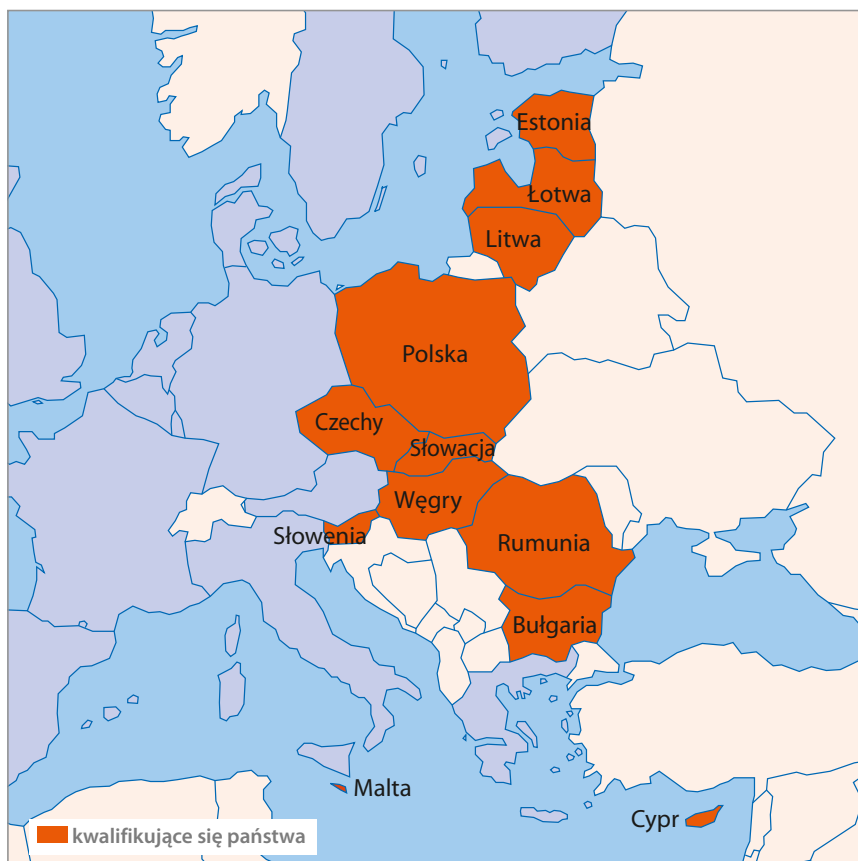 Estonia
Łotwa
Litwa
Polska
Czechy
Słowacja
Węgry
Słowenia
Rumunia
Bułgaria
Malta
Cypr
kwalifikujące się państwa